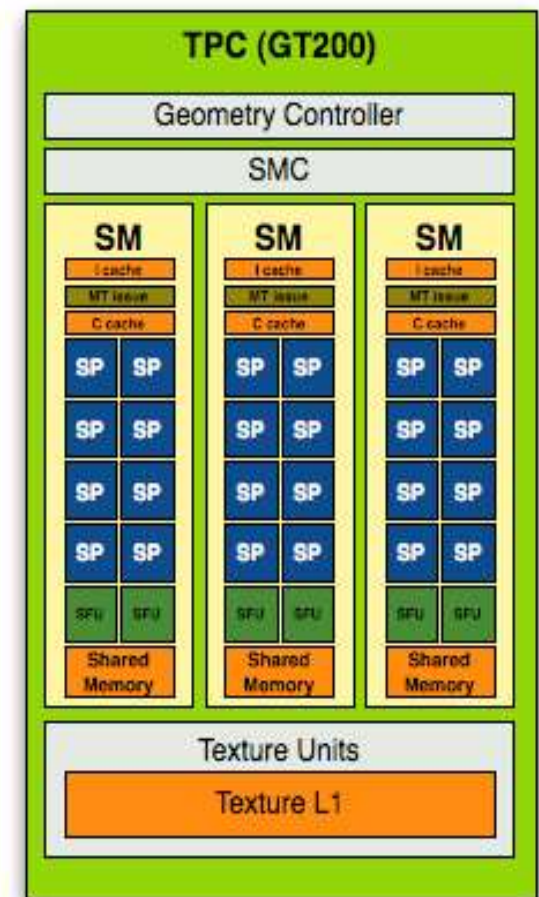 TPC (GT200)
Geometry Controller
SMC
SM SM SM
I cache I cache I cache
MT issue MT issue MT issue
C cache C cache C cache
SP SP SP SP SP SP
SP SP SP SP SP SP
SP SP SP SP SP SP
SP SP SP SP SP SP
SFU SFU SFU SFU SFU SFU
Shared Shared Shared
Memory Memory Memory
Texture Units
Texture L1